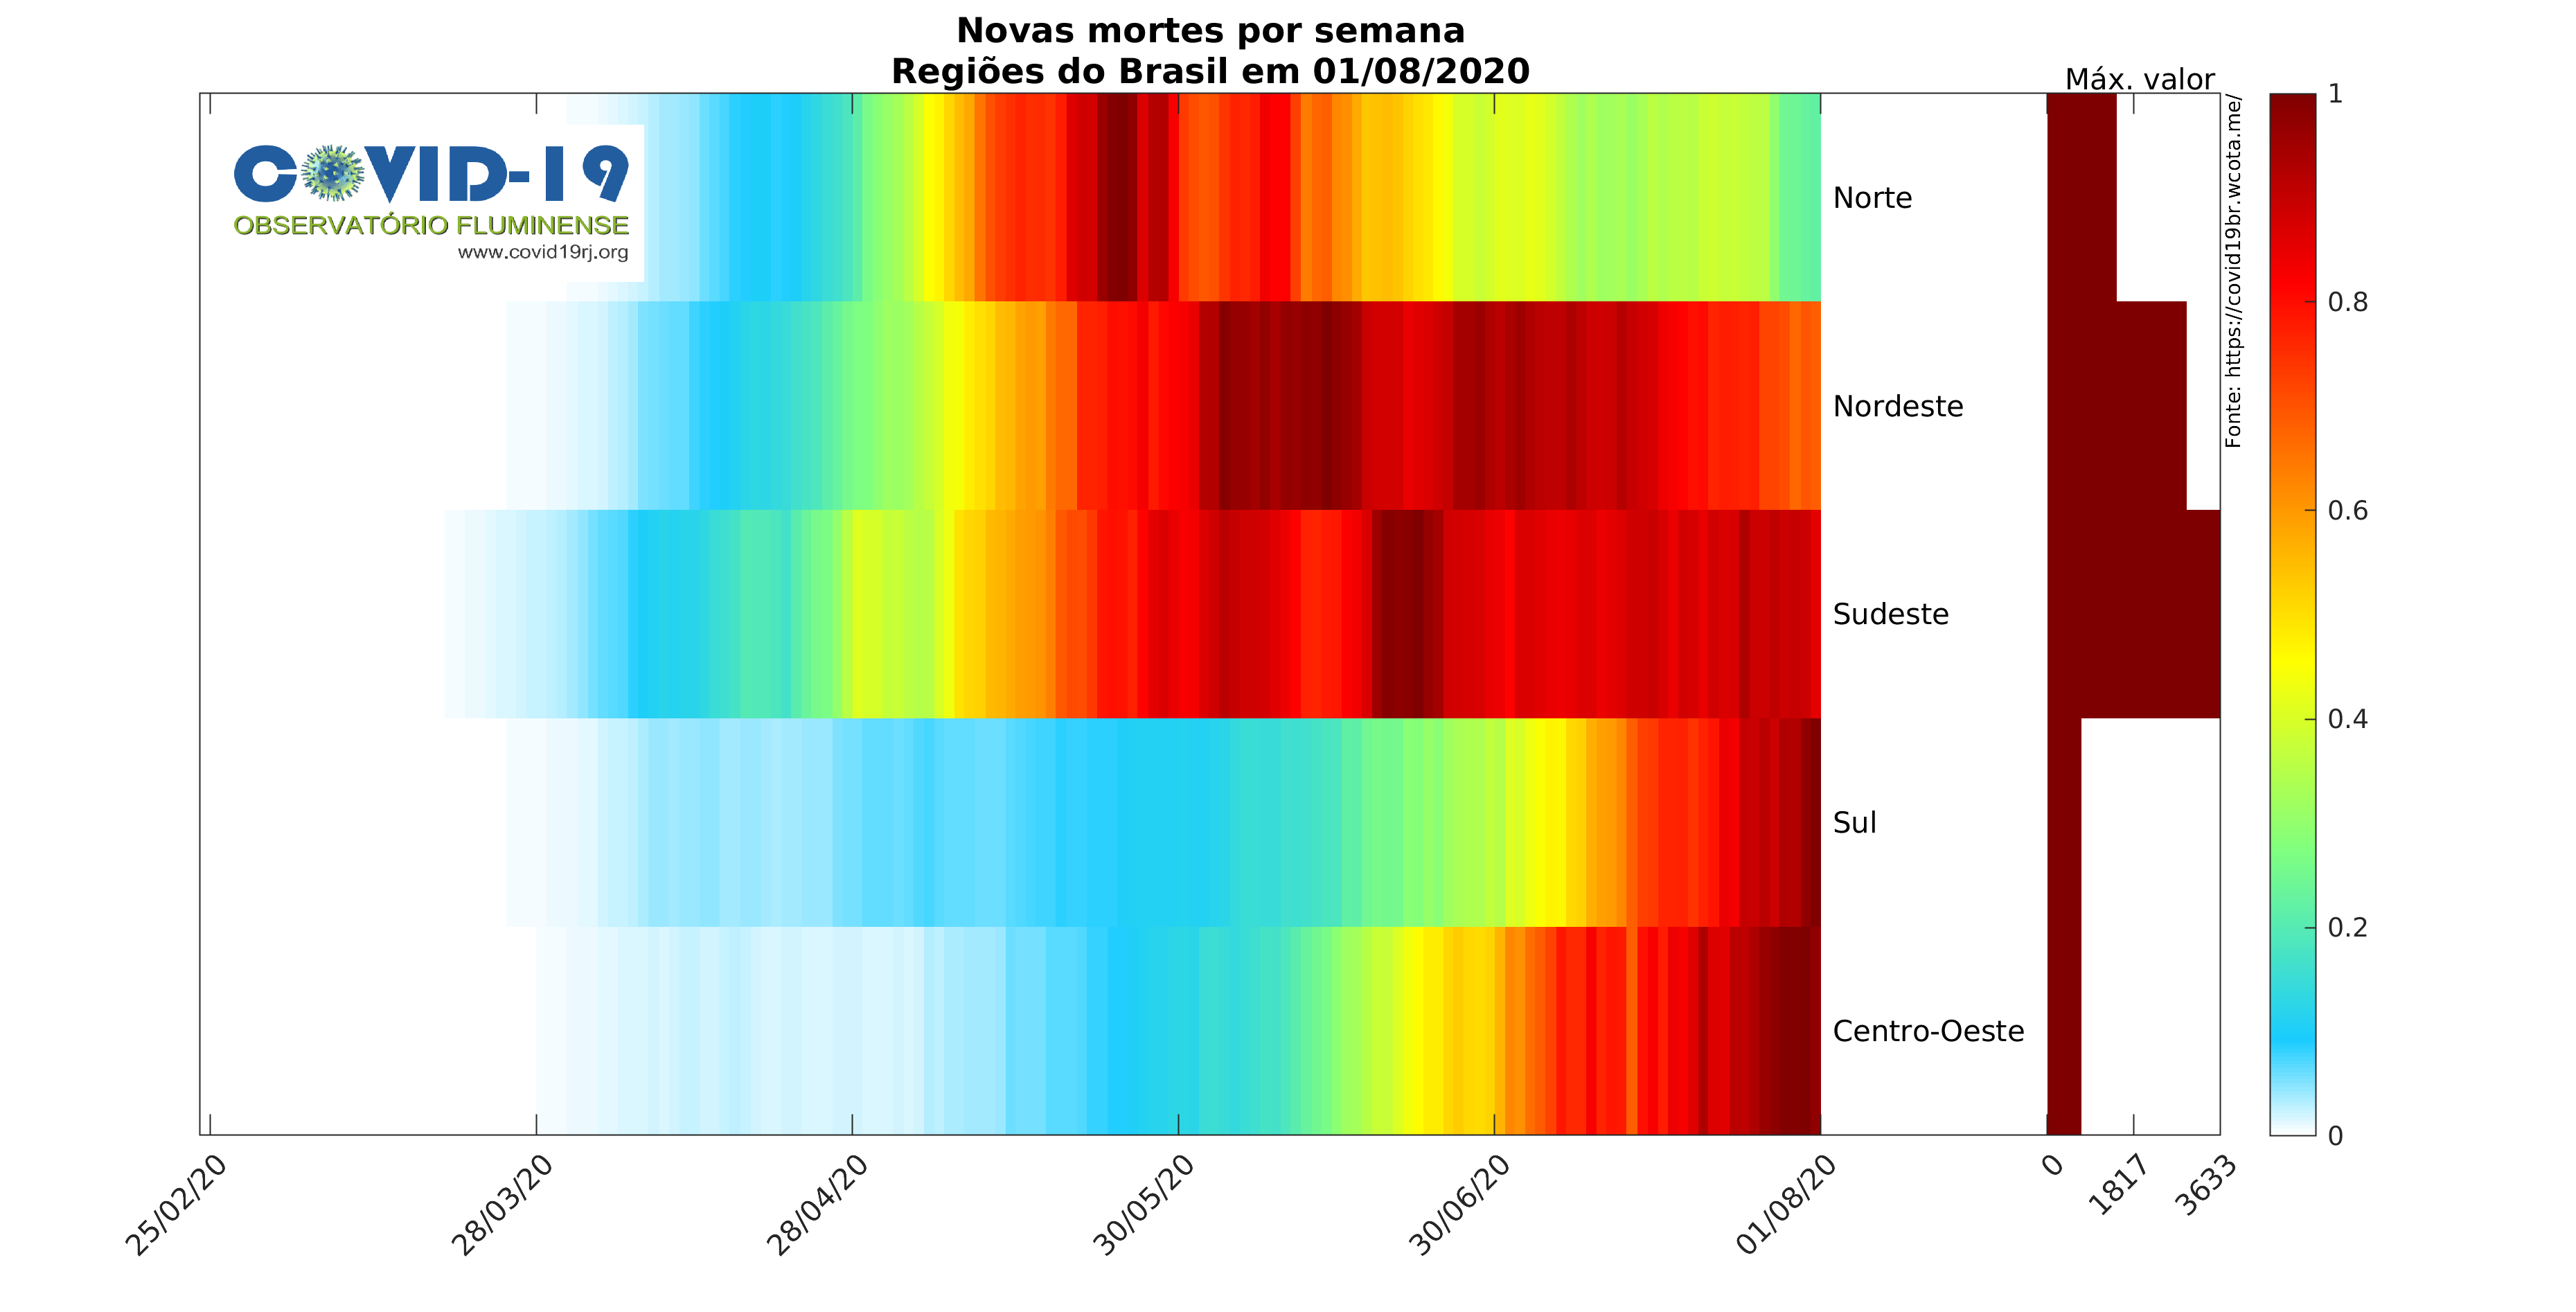 Novas mortes por semana
Regiões do Brasil em 01/08/2020
Máx. valor
COVID-19
OBSERVATÓRIO FLUMINENSE
www.covid19rj.org
Norte
Nordeste
Sudeste
Sul
Centro-Oeste
Fonte: https://covid19br.wcota.me/
1
0.8
0.6
0.4
0.2
0
25/02/20
28/03/20
28/04/20
30/05/20
30/06/20
01/08/20
0
1817
3633